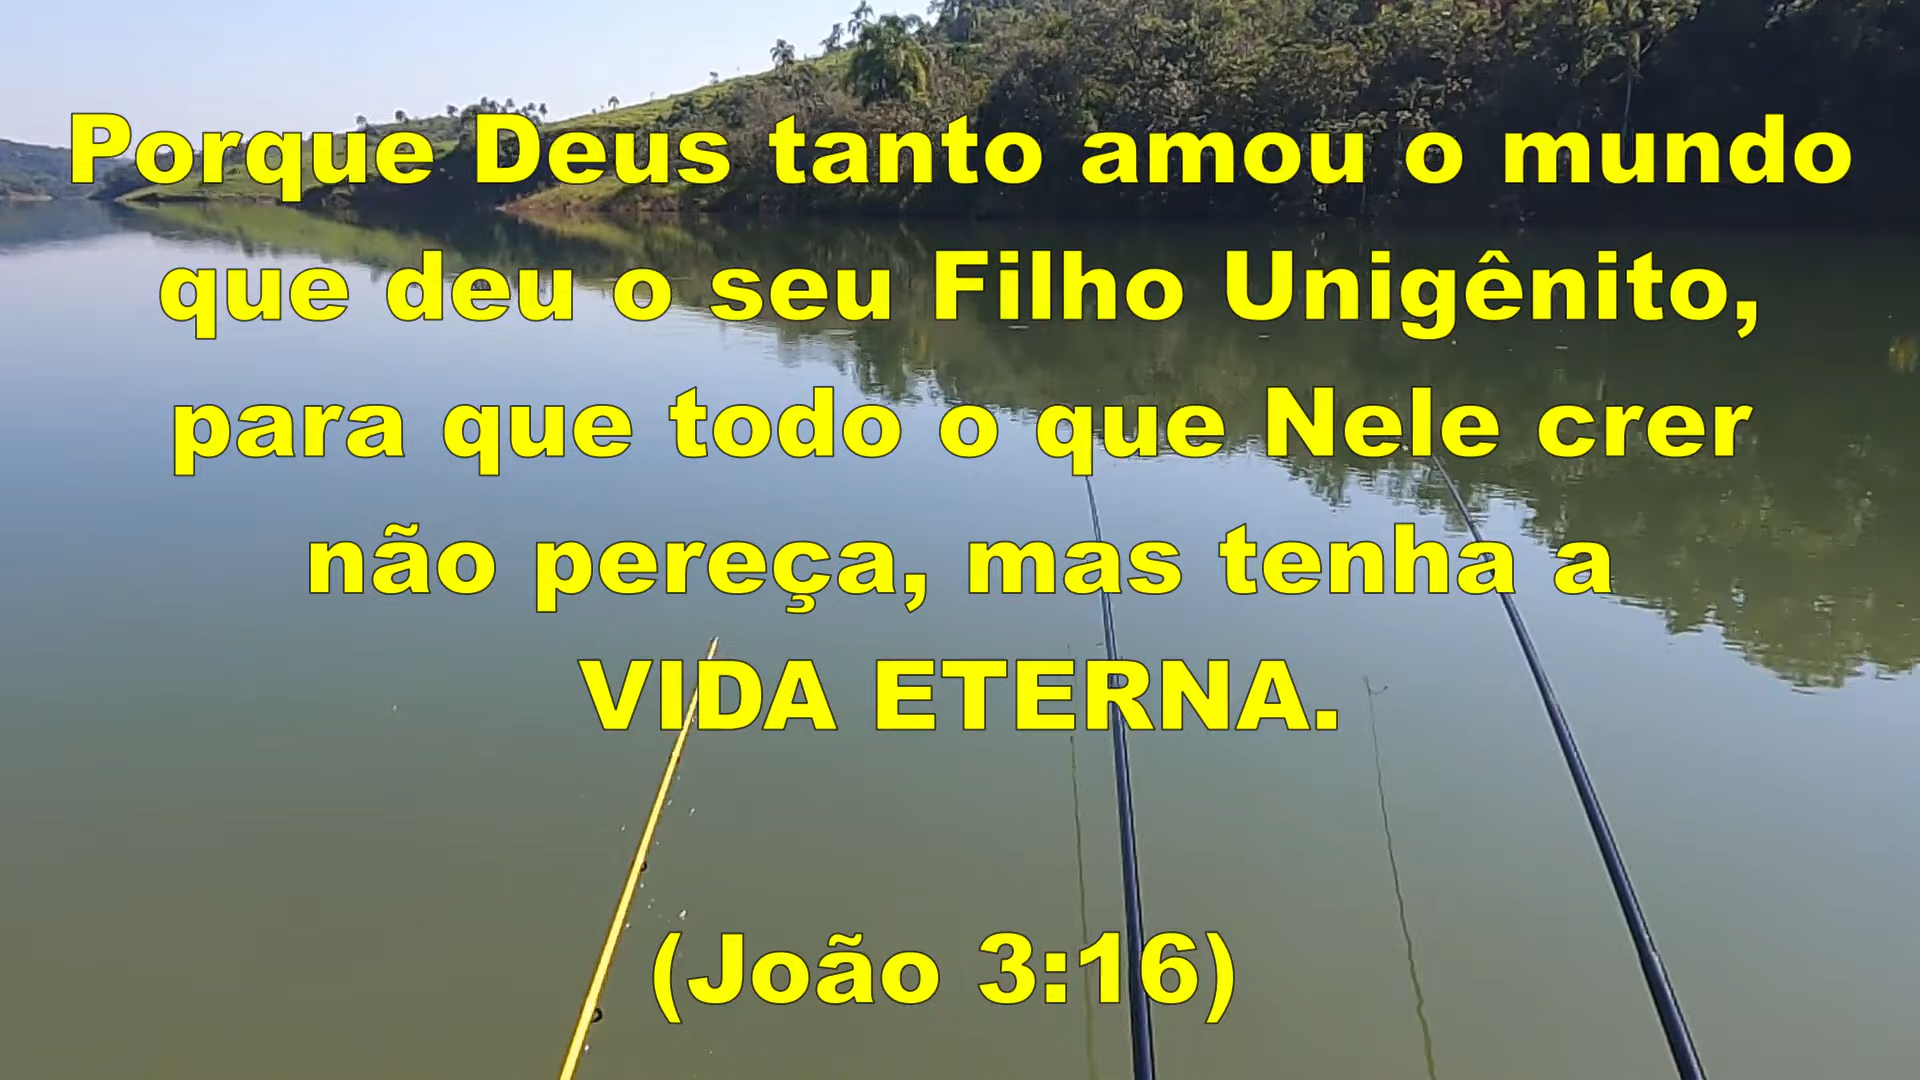 Porque Deus tanto amou o mundo
que deu o seu Filho Unigênito,
para que todo o que Nele crer
não pereça, mas tenha a
VIDA ETERNA.
(João 3:16)